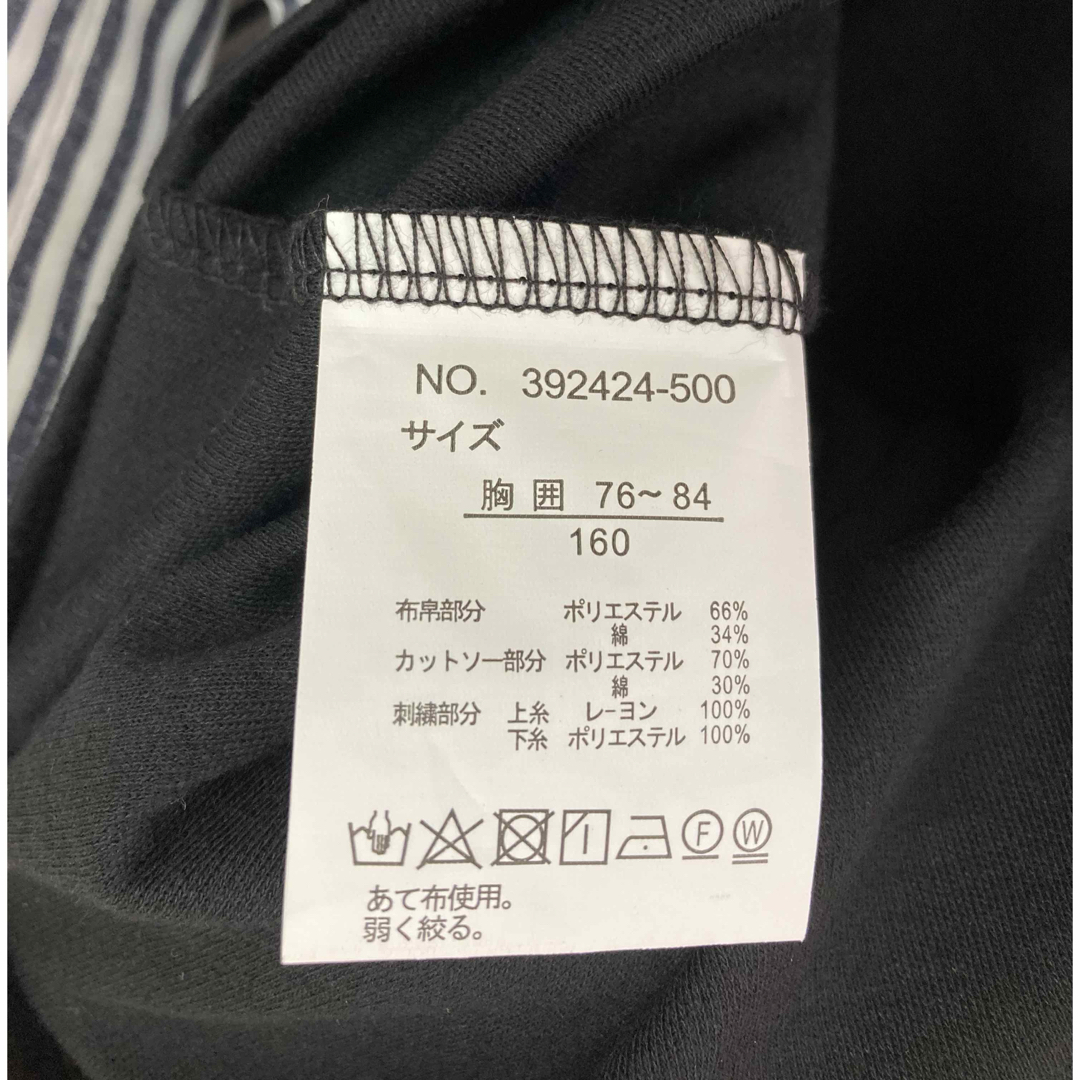 NO. 392424-500
サイズ
胸囲 76~84
160
布帛部分 ポリエステル 66%
綿 34%
カットソー部分 ポリエステル 70%
綿 30%
刺繍部分 上糸 レーヨン 100%
下糸 ポリエステル 100%
F W
あて布使用。
弱く絞る。